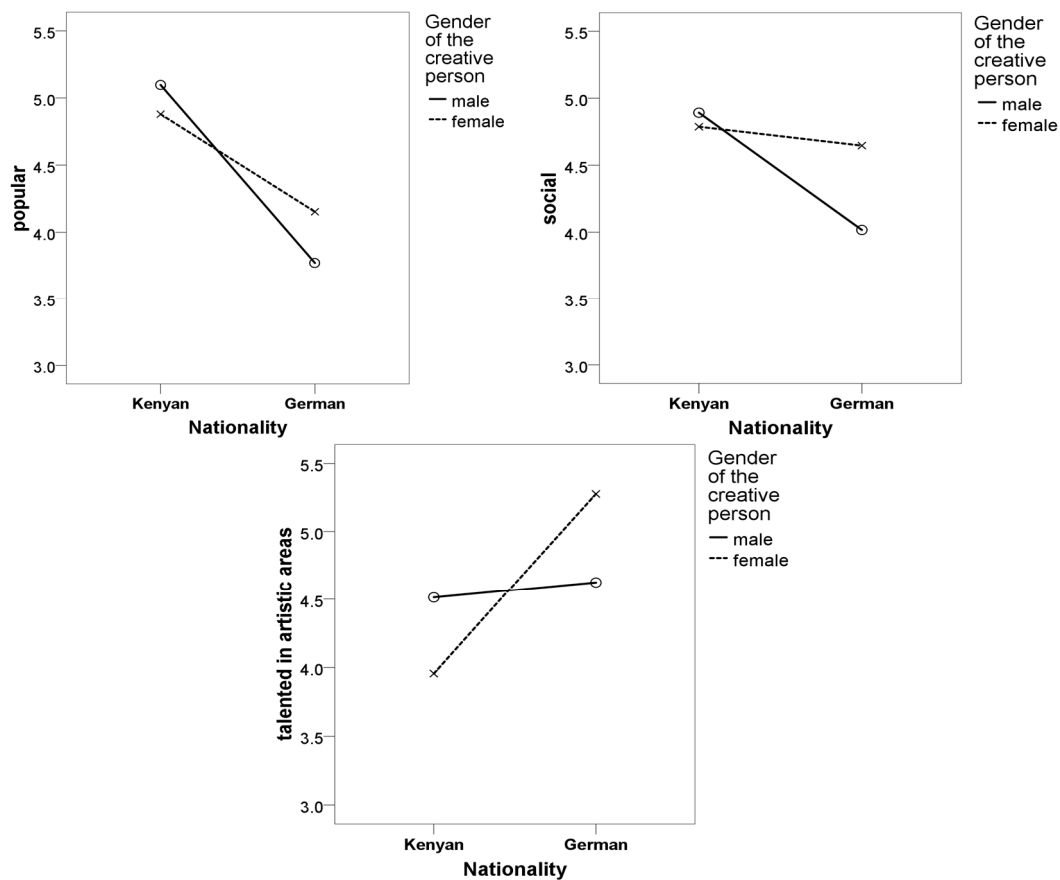 popular
5.5
5.0
4.5
4.0
3.5
3.0
Kenyan German
Nationality
Gender
of the
creative
person
male
female
social
5.5
5.0
4.5
4.0
3.5
3.0
Kenyan German
Nationality
Gender
of the
creative
person
male
female
talented in artistic areas
5.5
5.0
4.5
4.0
3.5
3.0
Kenyan German
Nationality
Gender
of the
creative
person
male
female